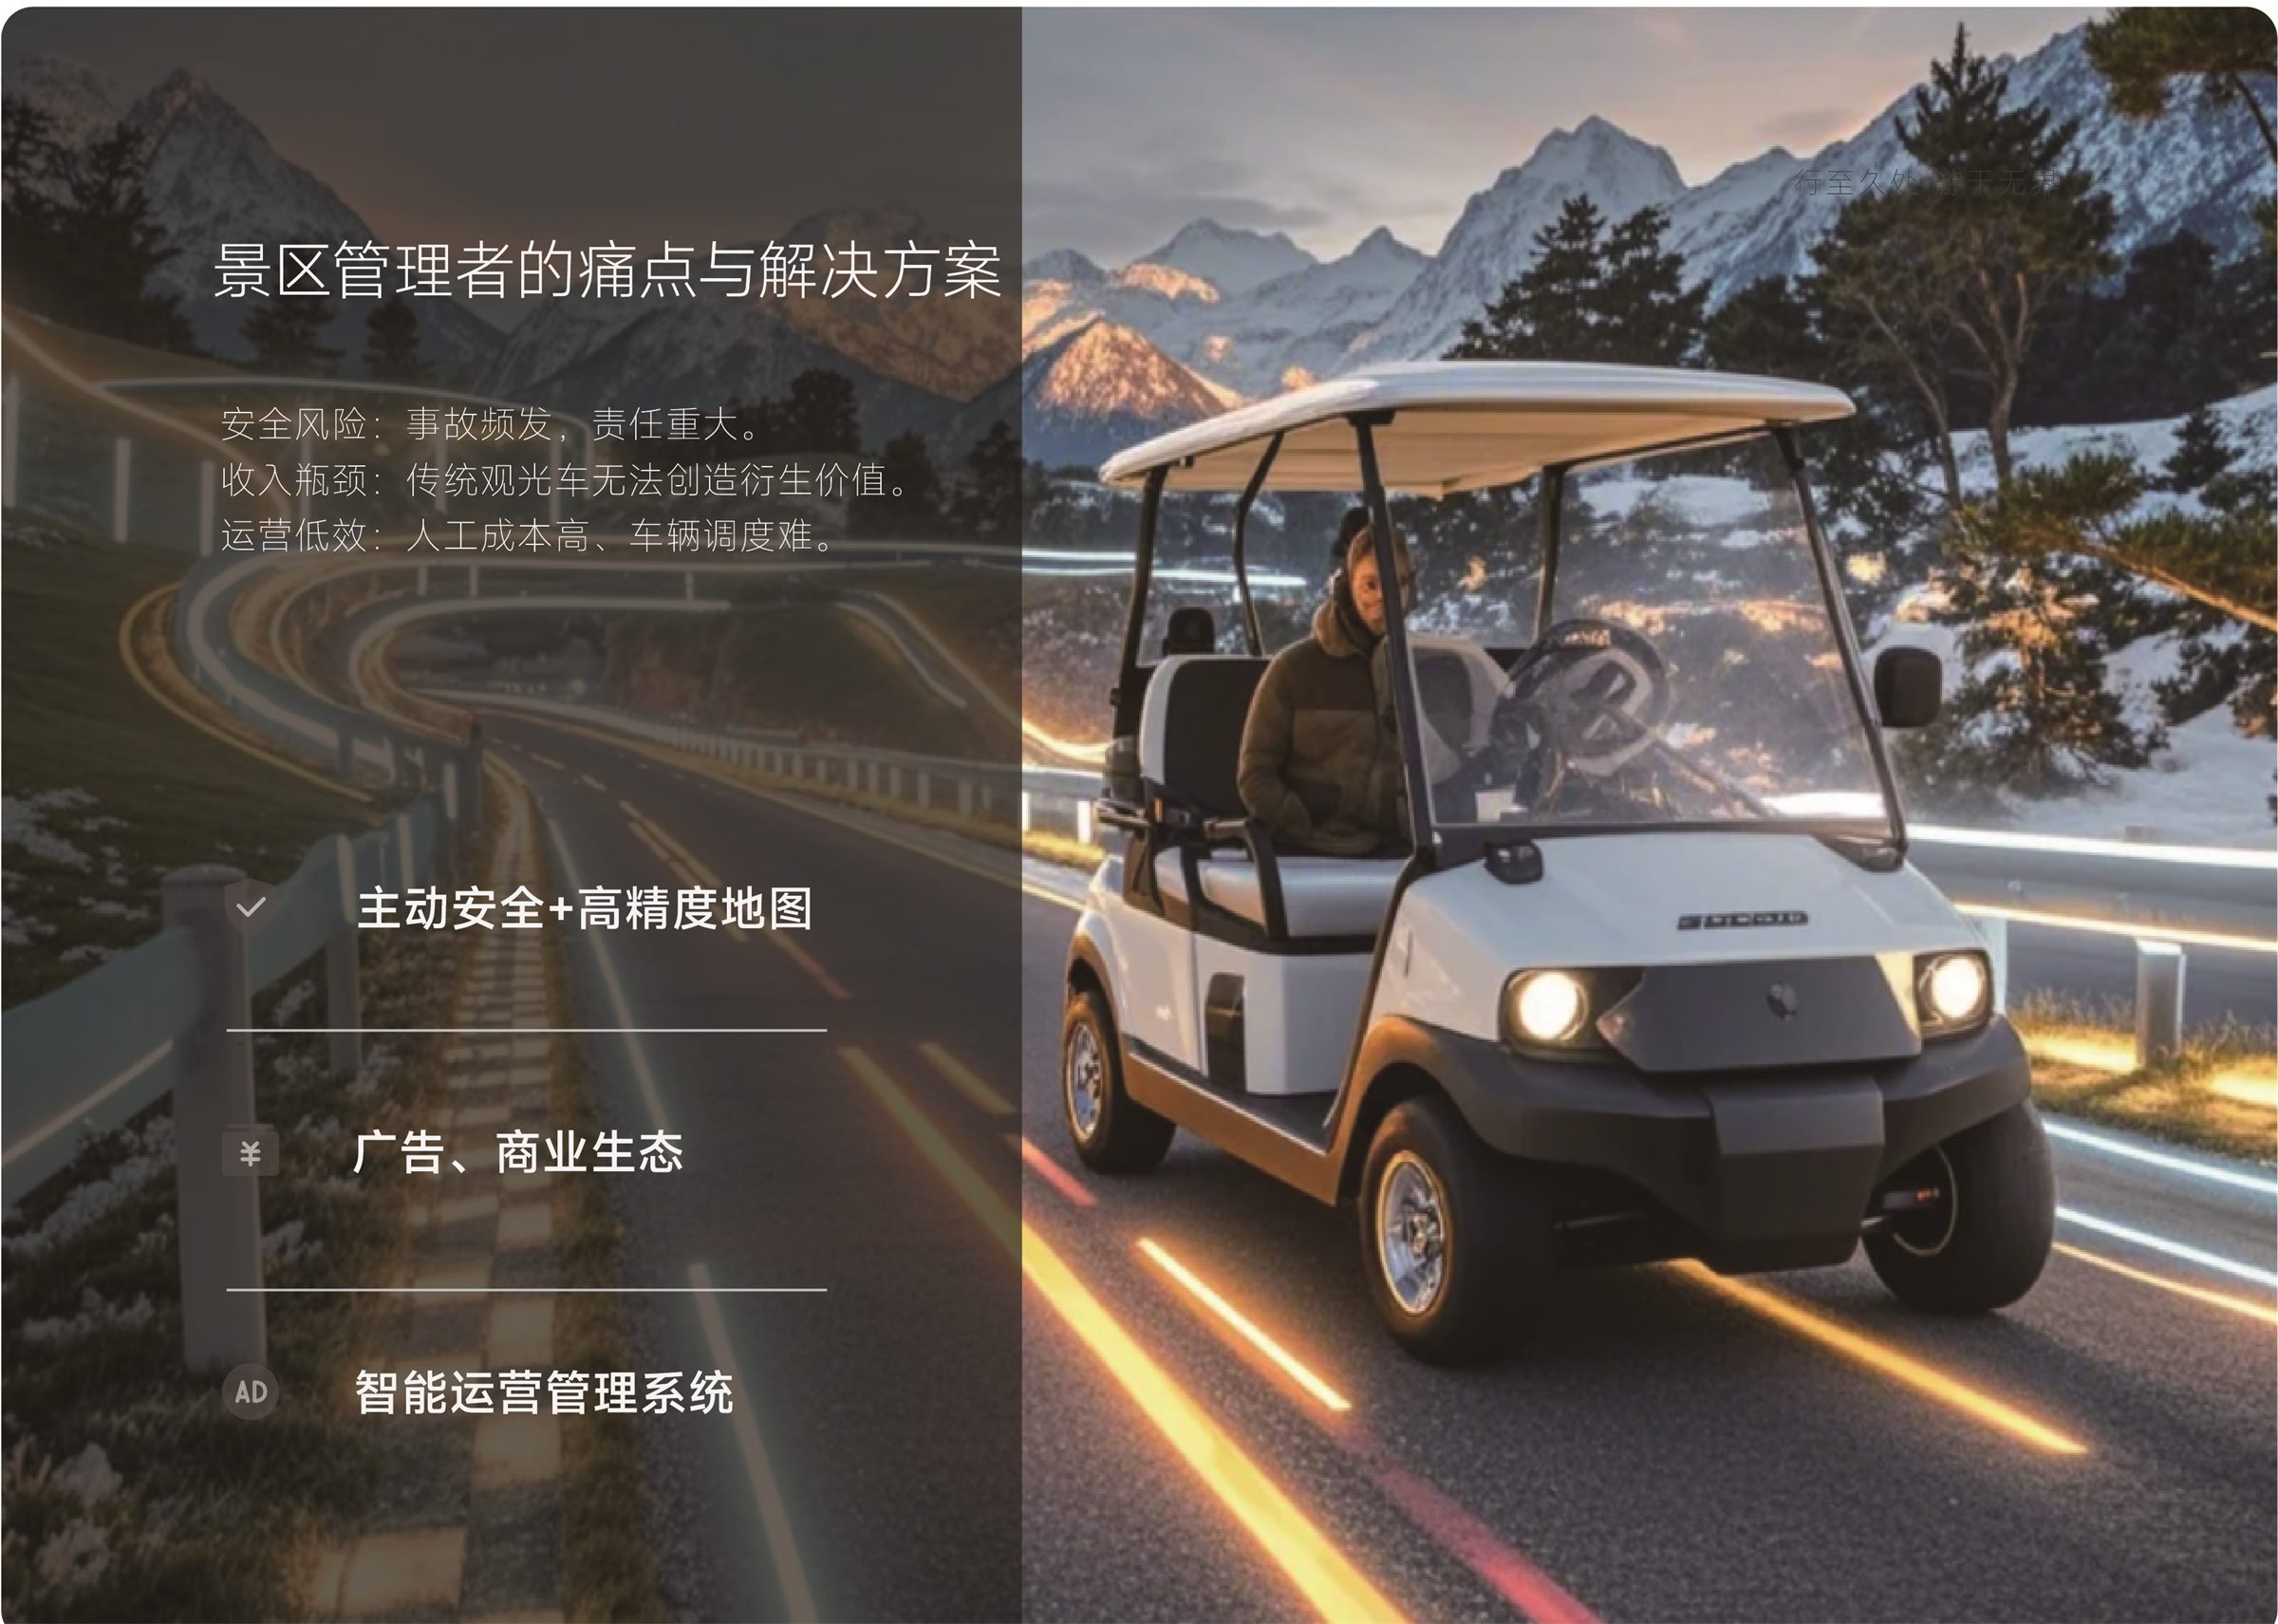 景区管理者的痛点与解决方案
行至久处
安全风险：事故频发，责任重大。
收入瓶颈：传统观光车无法创造衍生价值。
运营低效：人工成本高、车辆调度难。
主动安全+高精度地图
¥ 广告、商业生态
AD 智能运营管理系统